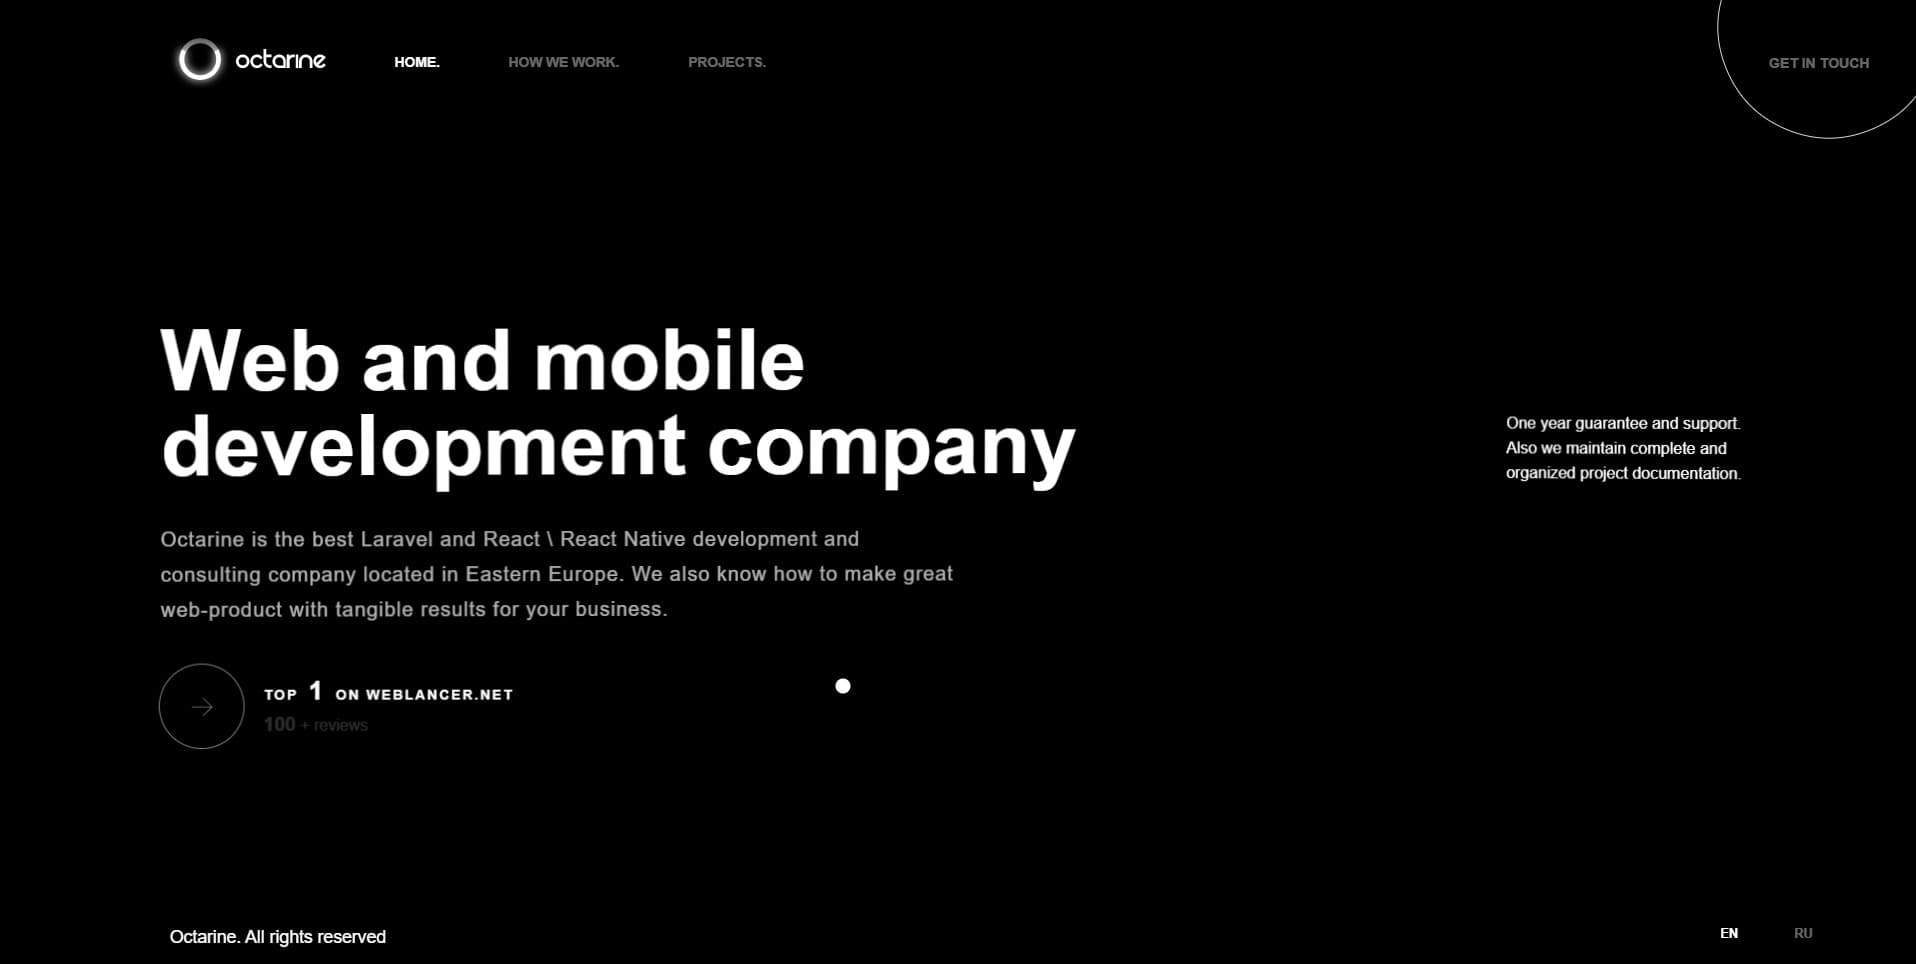 octarine
HOME.
HOW WE WORK.
PROJECTS.
GET IN TOUCH
Web and mobile
development company
One year guarantee and support.
Also we maintain complete and
organized project documentation.
Octarine is the best Laravel and React \ React Native development and
consulting company located in Eastern Europe. We also know how to make great
web-product with tangible results for your business.
TOP 1 ON WEBLANCER.NET
100 + reviews
Octarine. All rights reserved
EN
RU